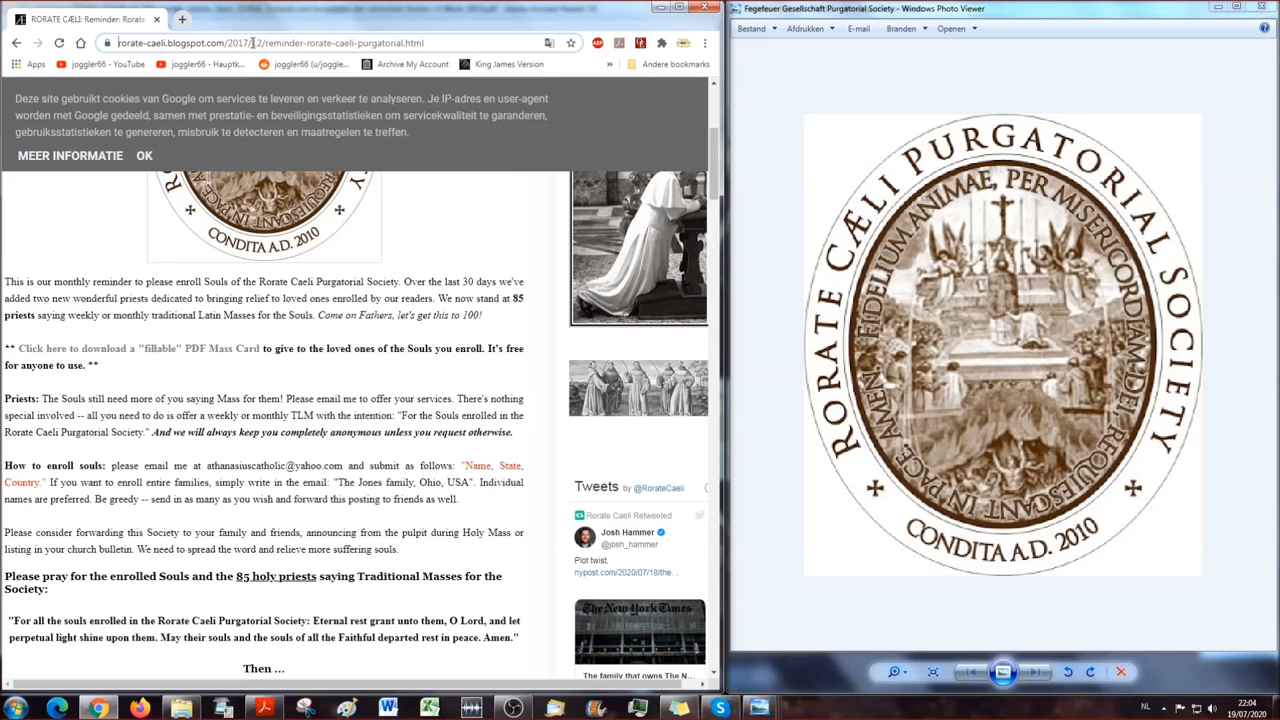 RORATE CÆLI: Reminder: Rorate
rorate-caeli.blogspot.com/2017/12/reminder-rorate-caeli-purgatorial.html
Apps
joggler66 - YouTube
joggler66 - Hauptk...
joggler66 (u/joggle...
Archive My Account
King James Version
»
Andere bookmarks
Deze site gebruikt cookies van Google om services te leveren en verkeer te analyseren. Je IP-adres en user-agent
worden met Google gedeeld, samen met prestatie- en beveiligingsstatistieken om servicekwaliteit te garanderen,
gebruiksstatistieken te genereren, misbruik te detecteren en maatregelen te treffen.
MEER INFORMATIE OK
CONDITA A.D. 2010
This is our monthly reminder to please enroll Souls of the Rorate Caeli Purgatorial Society. Over the last 30 days we've
added two new wonderful priests dedicated to bringing relief to loved ones enrolled by our readers. We now stand at 85
priests saying weekly or monthly traditional Latin Masses for the Souls. Come on Fathers, let's get this to 100!
** Click here to download a "fillable" PDF Mass Card to give to the loved ones of the Souls you enroll. It's free
for anyone to use. **
Priests: The Souls still need more of you saying Mass for them! Please email me to offer your services. There's nothing
special involved -- all you need to do is offer a weekly or monthly TLM with the intention: "For the Souls enrolled in the
Rorate Caeli Purgatorial Society." And we will always keep you completely anonymous unless you request otherwise.
How to enroll souls: please email me at athanasiuscatholic@yahoo.com and submit as follows: "Name, State,
Country." If you want to enroll entire families, simply write in the email: "The Jones family, Ohio, USA". Individual
names are preferred. Be greedy -- send in as many as you wish and forward this posting to friends as well.
Please consider forwarding this Society to your family and friends, announcing from the pulpit during Holy Mass or
listing in your church bulletin. We need to spread the word and relieve more suffering souls.
Please pray for the enrolled Souls and the 85 holy priests saying Traditional Masses for the
Society:
"For all the souls enrolled in the Rorate Caeli Purgatorial Society: Eternal rest grant unto them, O Lord, and let
perpetual light shine upon them. May their souls and the souls of all the Faithful departed rest in peace. Amen."
Then ...
Tweets by @RorateCaeli
Rorate Caeli Retweeted
Josh Hammer
@josh_hammer
Plot twist.
nypost.com/2020/07/18/the...
The New York Times
The family that owns The N
Fegefeuer Gesellschaft Purgatorial Society - Windows Photo Viewer
Bestand
Afdrukken
E-mail
Branden
Openen
RORATE CÆLI PURGATORIAL SOCIETY
FIDELIUM ANIMAE, PER MISERICORDIAM DEI, REQUIESCANT IN PACE. AMEN.
CONDITA A.D. 2010
NL
22:04
19/07/2020